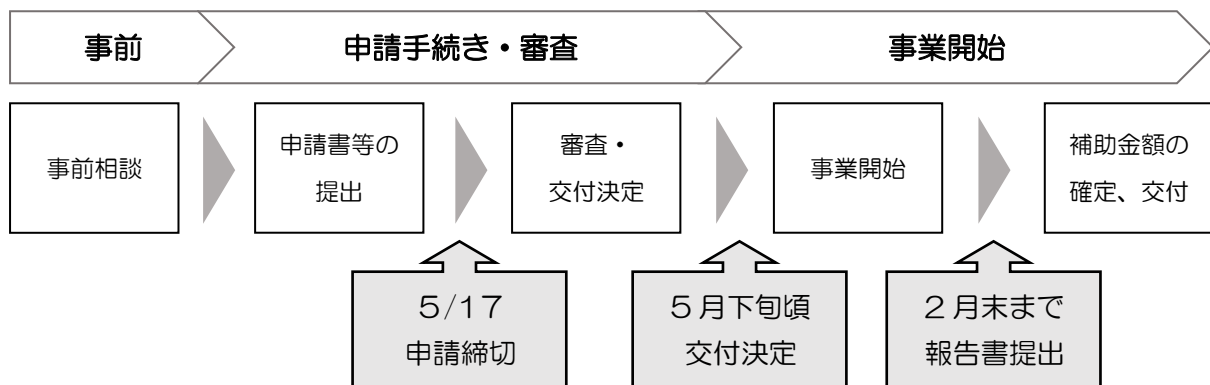 事前
申請手続き・審査
事業開始
事前相談
申請書等の
提出
審査・
交付決定
事業開始
補助金額の
確定、交付
５/１７
申請締切
５月下旬頃
交付決定
２月末まで
報告書提出